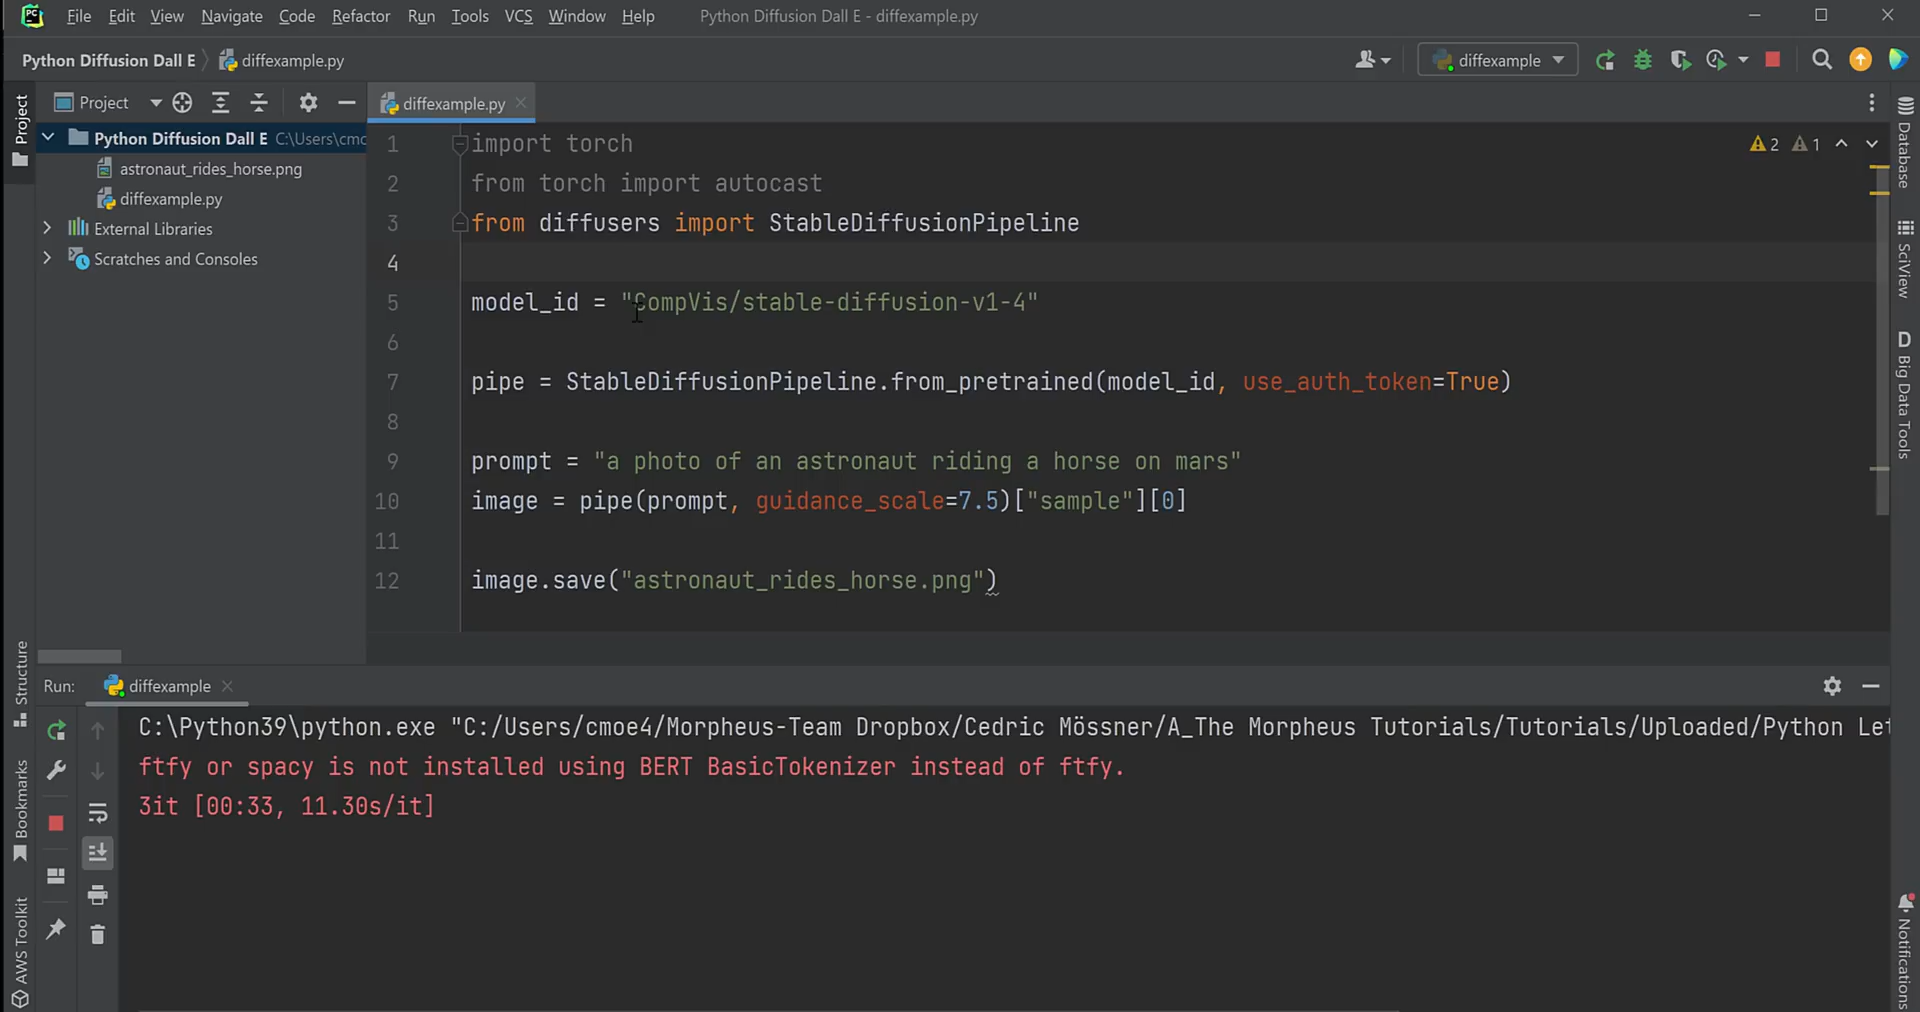 PC File Edit View Navigate Code Refactor Run Tools VCS Window Help Python Diffusion Dall E - diffexample.py
Python Diffusion Dall E diffexample.py diffexample
Project diffexample.py
Project
Python Diffusion Dall E C:\Users\cmc
astronaut_rides_horse.png
diffexample.py
External Libraries
Scratches and Consoles
1 import torch
2 from torch import autocast
3 from diffusers import StableDiffusionPipeline
4
5 model_id = "CompVis/stable-diffusion-v1-4"
6
7 pipe = StableDiffusionPipeline.from_pretrained(model_id, use_auth_token=True)
8
9 prompt = "a photo of an astronaut riding a horse on mars"
10 image = pipe(prompt, guidance_scale=7.5)["sample"][0]
11
12 image.save("astronaut_rides_horse.png")
2 1
Database
SciView
D Big Data Tools
Notifications
Structure
Bookmarks
AWS Toolkit
Run: diffexample
C:\Python39\python.exe "C:/Users/cmoe4/Morpheus-Team Dropbox/Cedric Mössner/A_The Morpheus Tutorials/Tutorials/Uploaded/Python Le
ftfy or spacy is not installed using BERT BasicTokenizer instead of ftfy.
3it [00:33, 11.30s/it]